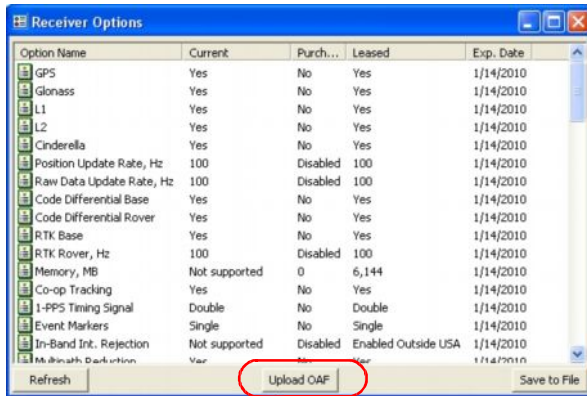 Receiver Options
Option Name Current Purch... Leased Exp. Date
GPS Yes No Yes 1/14/2010
Glonass Yes No Yes 1/14/2010
L1 Yes No Yes 1/14/2010
L2 Yes No Yes 1/14/2010
Cinderella Yes No Yes 1/14/2010
Position Update Rate, Hz 100 Disabled 100 1/14/2010
Raw Data Update Rate, Hz 100 Disabled 100 1/14/2010
Code Differential Base Yes No Yes 1/14/2010
Code Differential Rover Yes No Yes 1/14/2010
RTK Base Yes No Yes 1/14/2010
RTK Rover, Hz 100 Disabled 100 1/14/2010
Memory, MB Not supported 0 6,144 1/14/2010
Co-op Tracking Yes No Yes 1/14/2010
1-PPS Timing Signal Double No Double 1/14/2010
Event Markers Single No Single 1/14/2010
In-Band Int. Rejection Not supported Disabled Enabled Outside USA 1/14/2010
Multipath Reduction Yes No Yes 1/14/2010
Refresh Upload OAF Save to File